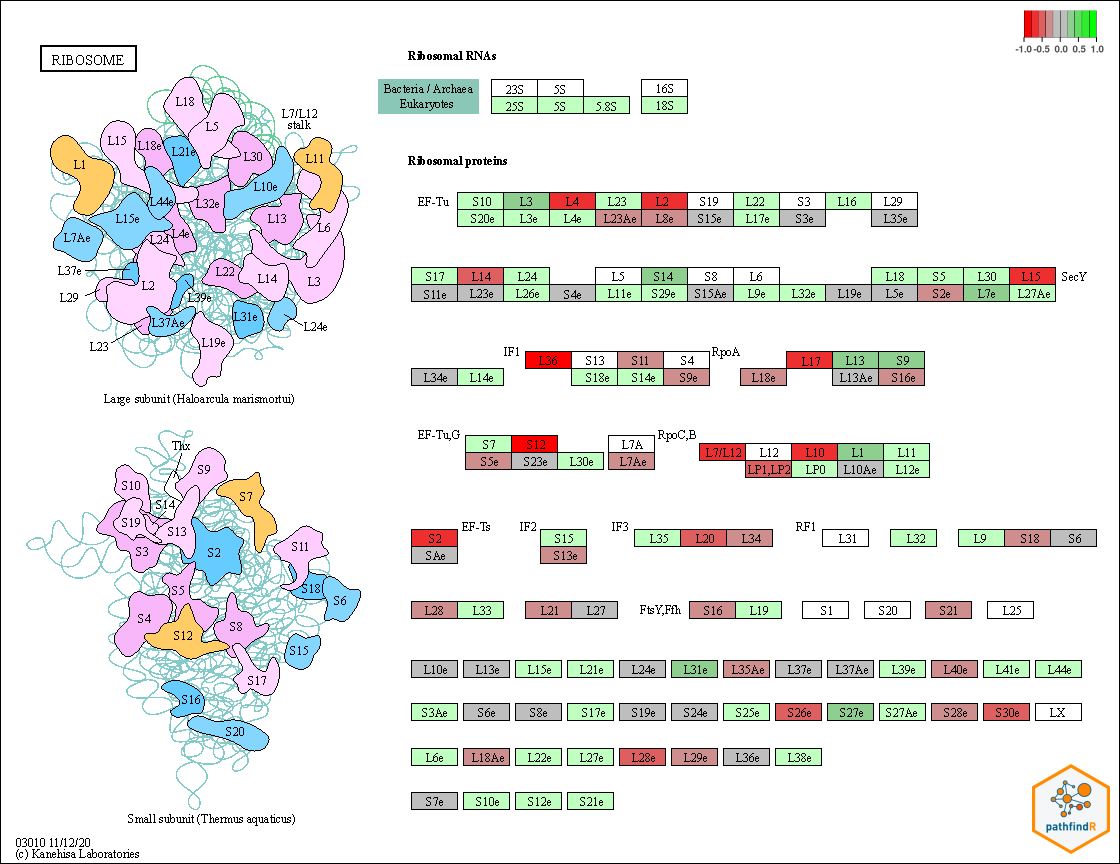 RIBOSOME
Ribosomal RNAs
-1.0 -0.5 0.0 0.5 1.0
Bacteria / Archaea
Eukaryotes
23S 5S 16S
25S 5S 5.8S 18S
L18
L5
L7/L12
stalk
L15
L18e
L21e
L30
L11
L1
L10e
L44e
L32e
L15e
L13
L6
L7Ae
L24
L4e
L37e
L22
L14
L3
L2
L29
L39e
L37Ae
L31e
L24e
L23
L19e
Large subunit (Haloarcula marismortui)
Thx
S9
S10
S7
S14
S19
S13
S3
S2
S11
S5
S18
S6
S4
S12
S8
S15
S17
S16
S20
Small subunit (Thermus aquaticus)
Ribosomal proteins
EF-Tu S10 L3 L4 L23 L2 S19 L22 S3 L16 L29
S20e L3e L4e L23Ae L8e S15e L17e S3e L35e
S17 L14 L24 L5 S14 S8 L6 L18 S5 L30 L15 SecY
S11e L23e L26e S4e L11e S29e S15Ae L9e L32e L19e L5e S2e L7e L27Ae
IF1 L36 S13 S11 S4 RpoA L17 L13 S9
L34e L14e S18e S14e S9e L18e L13Ae S16e
EF-Tu,G S7 S12 L7A RpoC,B L7/L12 L12 L10 L1 L11
S5e S23e L30e L7Ae LP1,LP2 LP0 L10Ae L12e
S2 EF-Ts IF2 S15 IF3 L35 L20 L34 RF1 L31 L32 L9 S18 S6
SAe S13e
L28 L33 L21 L27 FtsY,Ffh S16 L19 S1 S20 S21 L25
L10e L13e L15e L21e L24e L31e L35Ae L37e L37Ae L39e L40e L41e L44e
S3Ae S6e S8e S17e S19e S24e S25e S26e S27e S27Ae S28e S30e LX
L6e L18Ae L22e L27e L28e L29e L36e L38e
S7e S10e S12e S21e
03010 11/12/20
(c) Kanehisa Laboratories
pathfindR